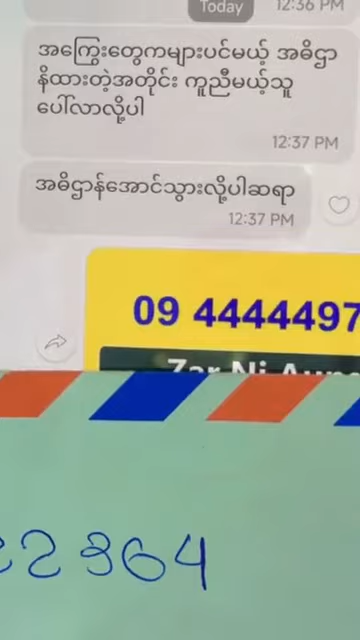 Today
12:36 PM
အကြွေးတွေကများပင်မယ့် အဓိဌာ
န်ထားတဲ့အတိုင်း ကူညီမယ့်သူ
ပေါ်လာလို့ပါ
12:37 PM
အဓိဌာန်အောင်သွားလို့ပါဆရာ
12:37 PM
09 4444497
Zar Ni
2364